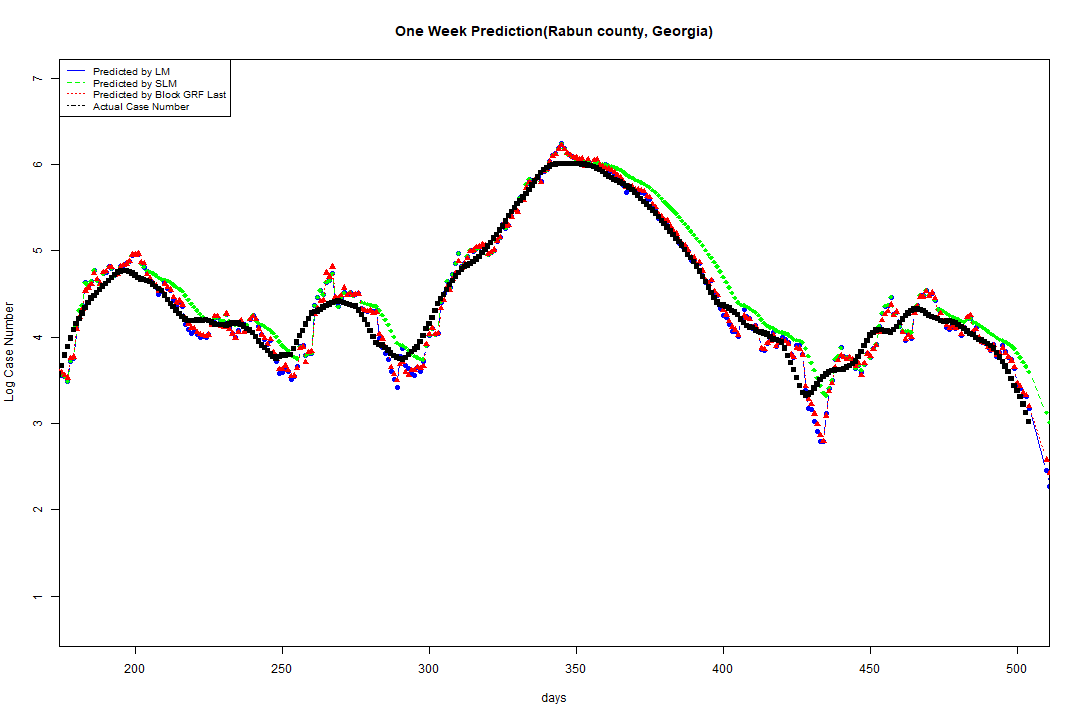 One Week Prediction(Rabun county, Georgia)
Predicted by LM
Predicted by SLM
Predicted by Block GRF Last
Actual Case Number
7
6
5
4
3
2
1
Log Case Number
200 250 300 350 400 450 500
days